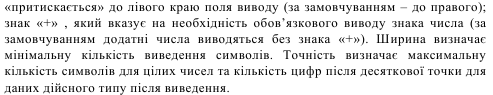 «притискається» до лівого краю поля виводу (за замовчуванням – до правого);
знак «+» , який вказує на необхідність обов’язкового виводу знака числа (за
замовчуванням додатні числа виводяться без знака «+»). Ширина визначає
мінімальну кількість виведення символів. Точність визначає максимальну
кількість символів для цілих чисел та кількість цифр після десяткової точки для
даних дійсного типу після виведення.